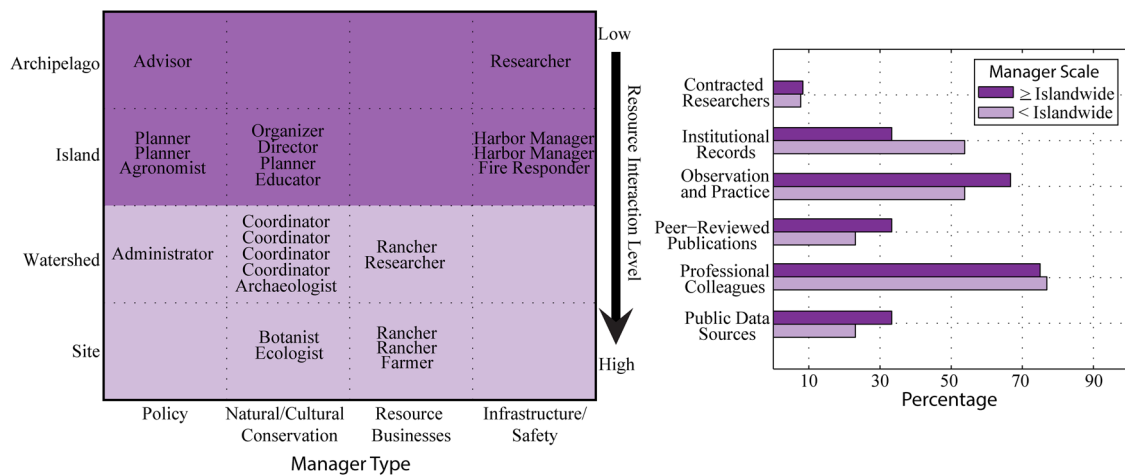 Archipelago
Island
Watershed
Site
Advisor
Researcher
Planner
Planner
Agronomist
Organizer
Director
Planner
Educator
Harbor Manager
Harbor Manager
Fire Responder
Administrator
Coordinator
Coordinator
Coordinator
Coordinator
Archaeologist
Rancher
Researcher
Botanist
Ecologist
Rancher
Rancher
Farmer
Policy
Natural/Cultural
Conservation
Resource
Businesses
Infrastructure/
Safety
Manager Type
Low
Resource Interaction Level
High
Manager Scale
≥ Islandwide
< Islandwide
Contracted
Researchers
Institutional
Records
Observation
and Practice
Peer−Reviewed
Publications
Professional
Colleagues
Public Data
Sources
10 30 50 70 90
Percentage